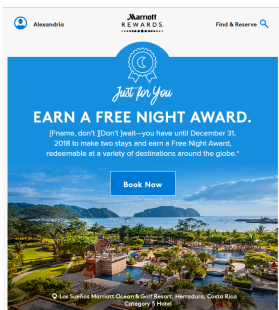 Alexandria
Marriott
REWARDS.
Find & Reserve
Just for You
EARN A FREE NIGHT AWARD.
[Fname, don't ][Don't ]wait—you have until December 31,
2018 to make two stays and earn a Free Night Award,
redeemable at a variety of destinations around the globe.*
Book Now
Los Sueños Marriott Ocean & Golf Resort, Herradura, Costa Rica
Category 5 Hotel